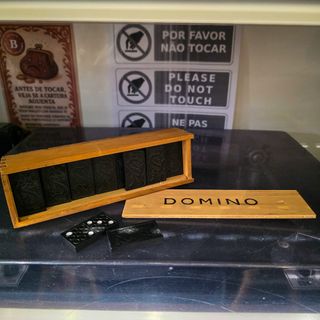 B
ANTES DE TOCAR,
VEJA SE A CARTEIRA
AGUENTA
POR FAVOR
NÃO TOCAR
PLEASE
DO NOT
TOUCH
NE PAS
DOMINO